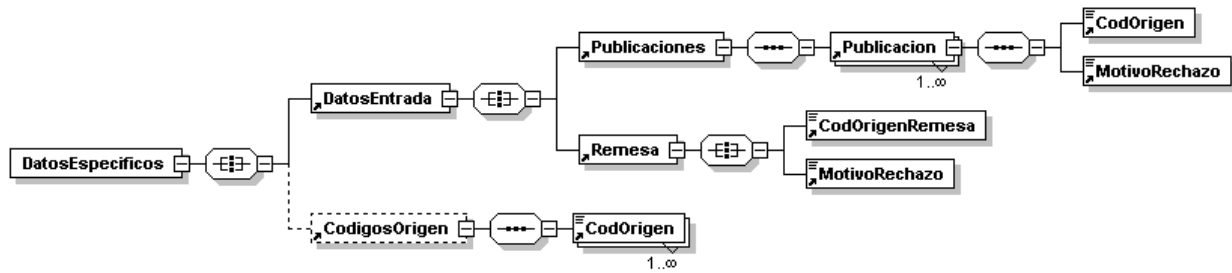 CodOrigen
Publicaciones
Publicacion
1..∞
MotivoRechazo
DatosEntrada
CodOrigenRemesa
Remesa
MotivoRechazo
DatosEspecificos
CodigosOrigen
CodOrigen
1..∞